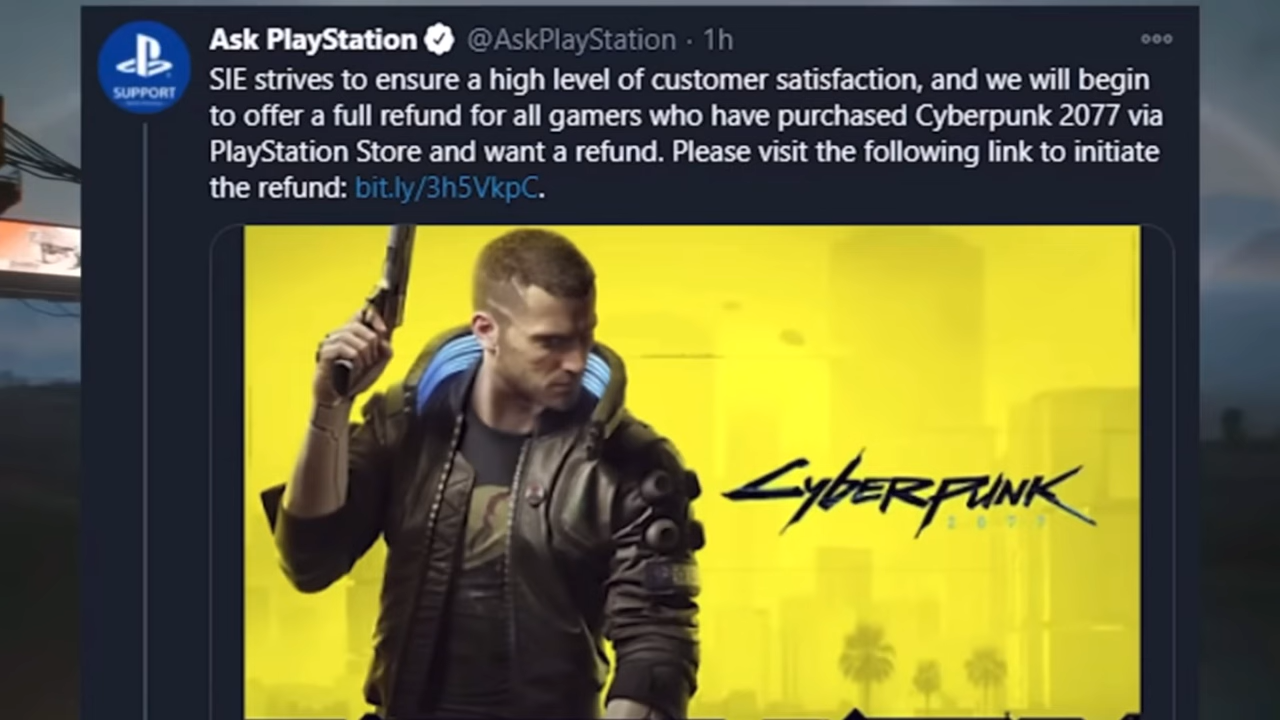 Ask PlayStation @AskPlayStation · 1h
SIE strives to ensure a high level of customer satisfaction, and we will begin
to offer a full refund for all gamers who have purchased Cyberpunk 2077 via
PlayStation Store and want a refund. Please visit the following link to initiate
the refund: bit.ly/3h5VkpC.
SUPPORT
CYBERPUNK
2077